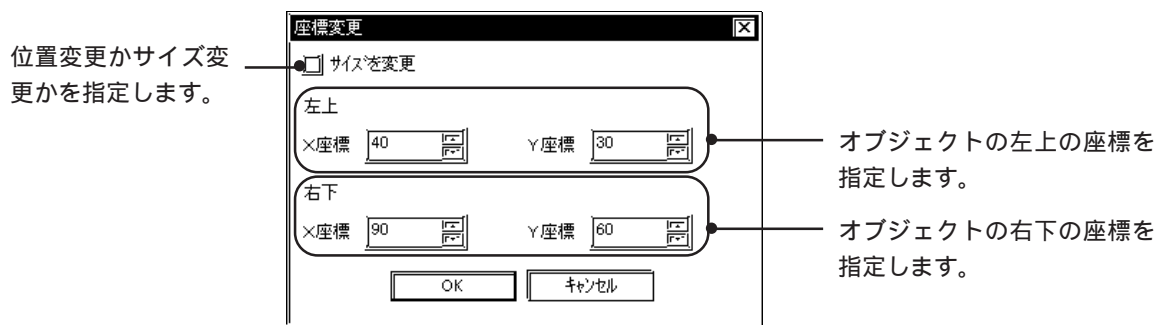 座標変更
位置変更かサイズ変
更かを指定します。
サイズを変更
左上
X座標 40 Y座標 30
オブジェクトの左上の座標を
指定します。
右下
X座標 90 Y座標 60
オブジェクトの右下の座標を
指定します。
OK キャンセル